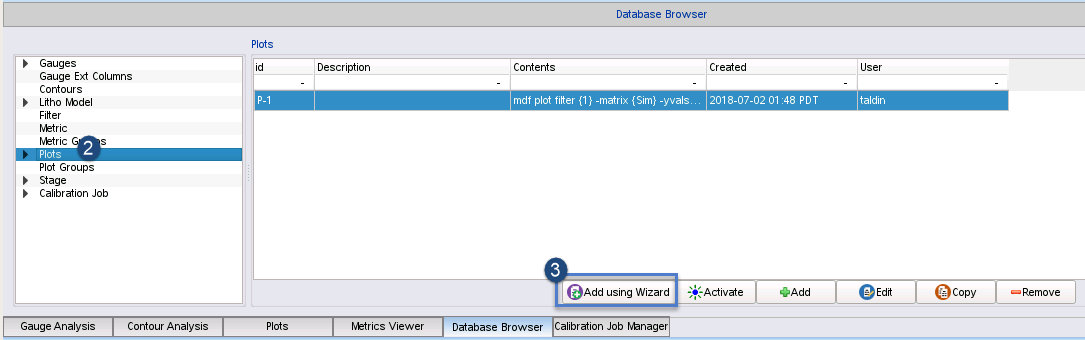 Database Browser
Plots
Gauges
Gauge Ext Columns
Contours
Litho Model
Filter
Metric
Metric
Plots
Plot Groups
Stage
Calibration Job
2
id Description Contents Created User
- - - - -
P-1 mdf plot filter {1} -matrix {Sim} -yvals... 2018-07-02 01:48 PDT taldin
3
Add using Wizard Activate Add Edit Copy Remove
Gauge Analysis Contour Analysis Plots Metrics Viewer Database Browser Calibration Job Manager